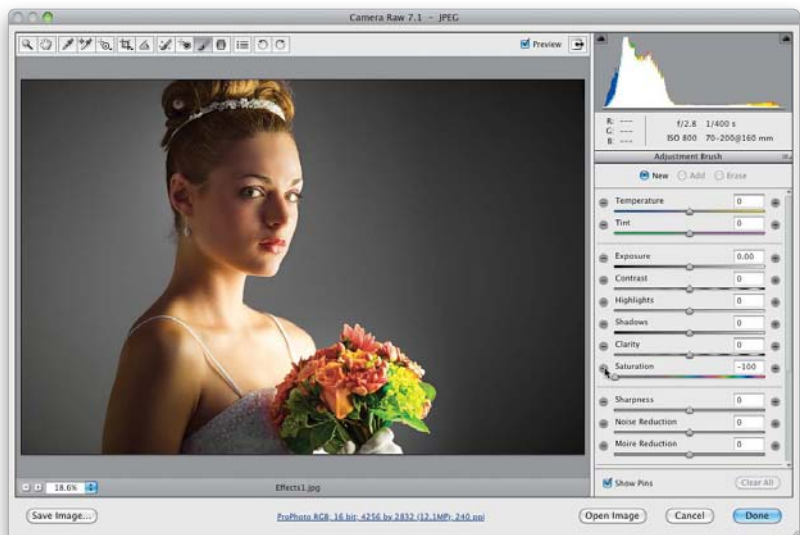 Camera Raw 7.1 – JPEG
Preview
R: ---
G: ---
B: ---
f/2.8 1/400 s
ISO 800 70-200@160 mm
Adjustment Brush
New Add Erase
Temperature 0
Tint 0
Exposure 0.00
Contrast 0
Highlights 0
Shadows 0
Clarity 0
Saturation -100
Sharpness 0
Noise Reduction 0
Moire Reduction 0
Show Pins Clear All
18.6% Effects1.jpg
Save Image... ProPhoto RGB; 16 bit; 4256 by 2832 (12.1MP); 240 ppi Open Image Cancel Done